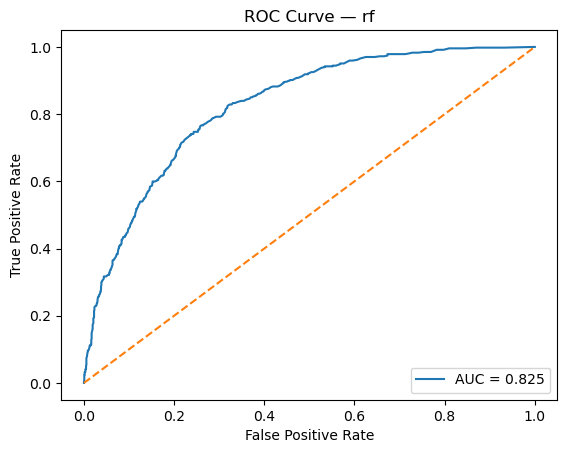 ROC Curve — rf
True Positive Rate
1.0
0.8
0.6
0.4
0.2
0.0
AUC = 0.825
0.0 0.2 0.4 0.6 0.8 1.0
False Positive Rate